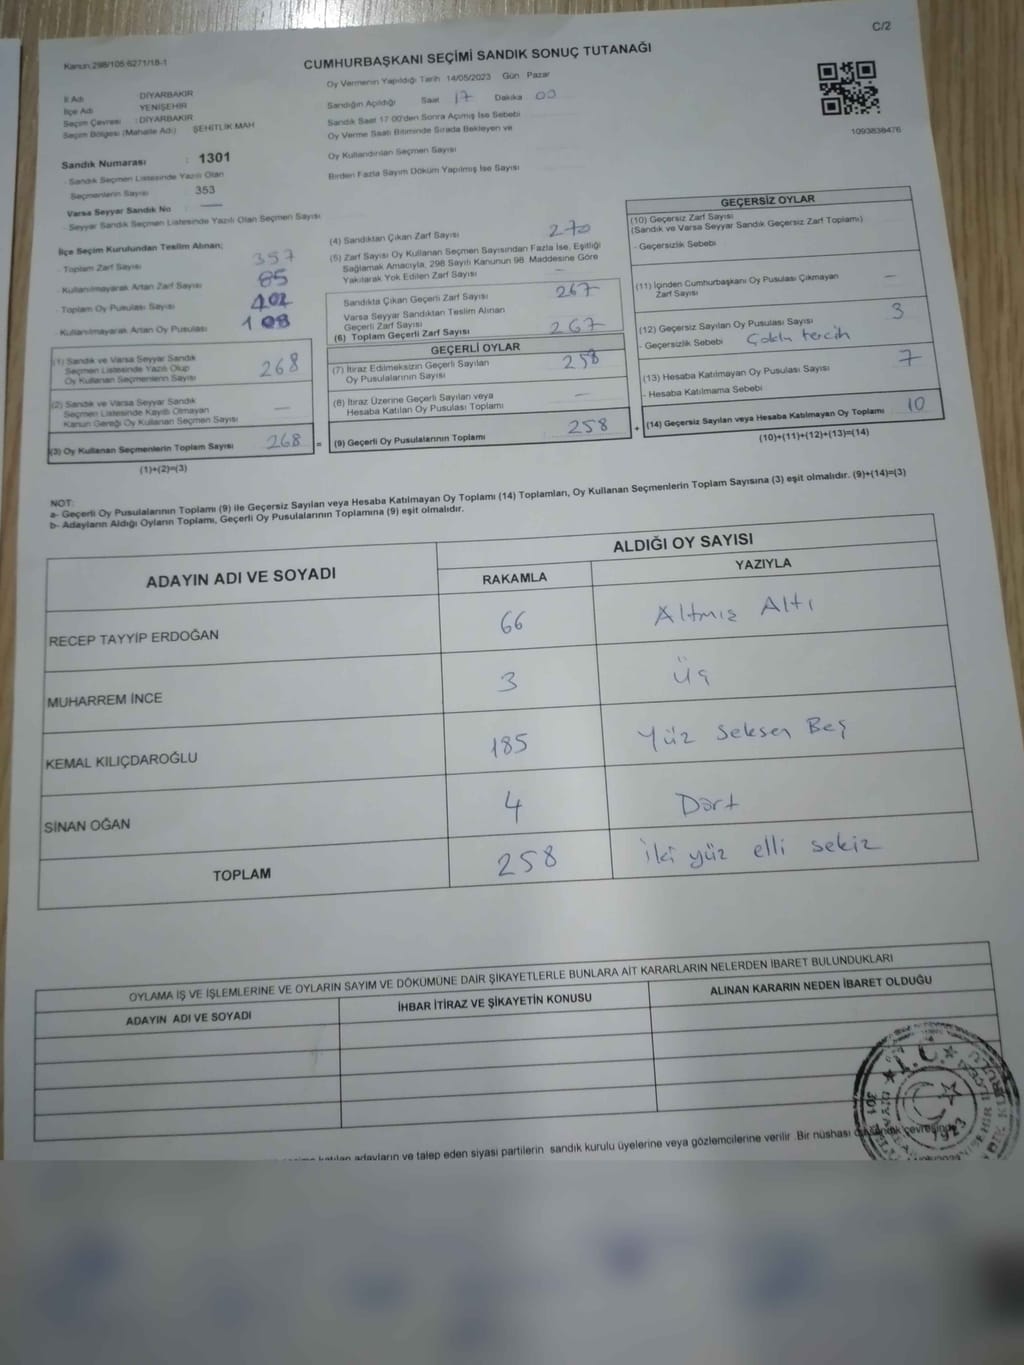 C/2
Kanun:298/105;6271/18-1
CUMHURBAŞKANI SEÇİMİ SANDIK SONUÇ TUTANAĞI
İl Adı DİYARBAKIR
İlçe Adı YENİŞEHİR
Seçim Çevresi : DİYARBAKIR
Seçim Bölgesi (Mahalle Adı) ŞEHİTLİK MAH
Sandık Numarası : 1301
- Sandık Seçmen Listesinde Yazılı Olan
Seçmenlerin Sayısı 353
Varsa Seyyar Sandık No : —
- Seyyar Sandık Seçmen Listesinde Yazılı Olan Seçmen Sayısı
İlçe Seçim Kurulundan Teslim Alınan;
- Toplam Zarf Sayısı 357
- Kullanılmayarak Artan Zarf Sayısı 85
- Toplam Oy Pusulası Sayısı 402
- Kullanılmayarak Artan Oy Pusulası 108
(1) Sandık ve Varsa Seyyar Sandık
Seçmen Listesinde Yazılı Olup
Oy Kullanan Seçmenlerin Sayısı 268
(2) Sandık ve Varsa Seyyar Sandık
Seçmen Listesinde Kayıtlı Olmayan
Kanun Gereği Oy Kullanan Seçmen Sayısı —
(3) Oy Kullanan Seçmenlerin Toplam Sayısı 268 =
(1)+(2)=(3)
Oy Vermenin Yapıldığı Tarih 14/05/2023 Gün Pazar
Sandığın Açıldığı Saat 17 Dakika 00
Sandık Saat 17:00'den Sonra Açımış İse Sebebi
Oy Verme Saati Bitiminde Sırada Bekleyen ve
Oy Kullandırılan Seçmen Sayısı
Birden Fazla Sayım Döküm Yapılmış İse Sayısı
(4) Sandıktan Çıkan Zarf Sayısı 270
(5) Zarf Sayısı Oy Kullanan Seçmen Sayısından Fazla İse, Eşitliği
Sağlamak Amacıyla, 298 Sayılı Kanunun 98. Maddesine Göre
Yakılarak Yok Edilen Zarf Sayısı —
Sandıkta Çıkan Geçerli Zarf Sayısı 267
Varsa Seyyar Sandıktan Teslim Alınan
Geçerli Zarf Sayısı
(6) Toplam Geçerli Zarf Sayısı 267
GEÇERLİ OYLAR
(7) İtiraz Edilmeksizin Geçerli Sayılan
Oy Pusulalarının Sayısı 258
(8) İtiraz Üzerine Geçerli Sayılan veya
Hesaba Katılan Oy Pusulası Toplamı —
(9) Geçerli Oy Pusulalarının Toplamı 258 +
1093838476
GEÇERSİZ OYLAR
(10) Geçersiz Zarf Sayısı
(Sandık ve Varsa Seyyar Sandık Geçersiz Zarf Toplamı)
- Geçersizlik Sebebi
(11) İçinden Cumhurbaşkanı Oy Pusulası Çıkmayan
Zarf Sayısı —
(12) Geçersiz Sayılan Oy Pusulası Sayısı 3
- Geçersizlik Sebebi Çoklu tercih
(13) Hesaba Katılmayan Oy Pusulası Sayısı 7
- Hesaba Katılmama Sebebi
(14) Geçersiz Sayılan veya Hesaba Katılmayan Oy Toplamı 10
(10)+(11)+(12)+(13)=(14)
NOT:
a- Geçerli Oy Pusulalarının Toplamı (9) ile Geçersiz Sayılan veya Hesaba Katılmayan Oy Toplamı (14) Toplamları, Oy Kullanan Seçmenlerin Toplam Sayısına (3) eşit olmalıdır. (9)+(14)=(3)
b- Adayların Aldığı Oyların Toplamı, Geçerli Oy Pusulalarının Toplamına (9) eşit olmalıdır.
ADAYIN ADI VE SOYADI ALDIĞI OY SAYISI
RAKAMLA YAZIYLA
RECEP TAYYİP ERDOĞAN 66 Altmış Altı
MUHARREM İNCE 3 Üç
KEMAL KILIÇDAROĞLU 185 Yüz Seksen Beş
SİNAN OĞAN 4 Dört
TOPLAM 258 İki yüz elli sekiz
OYLAMA İŞ VE İŞLEMLERİNE VE OYLARIN SAYIM VE DÖKÜMÜNE DAİR ŞİKAYETLERLE BUNLARA AİT KARARLARIN NELERDEN İBARET BULUNDUKLARI
ADAYIN ADI VE SOYADI İHBAR İTİRAZ VE ŞİKAYETİN KONUSU ALINAN KARARIN NEDEN İBARET OLDUĞU
T.C.
1923
katılan adayların ve talep eden siyasi partilerin sandık kurulu üyelerine veya gözlemcilerine verilir. Bir nüshası da sandık çevresinde